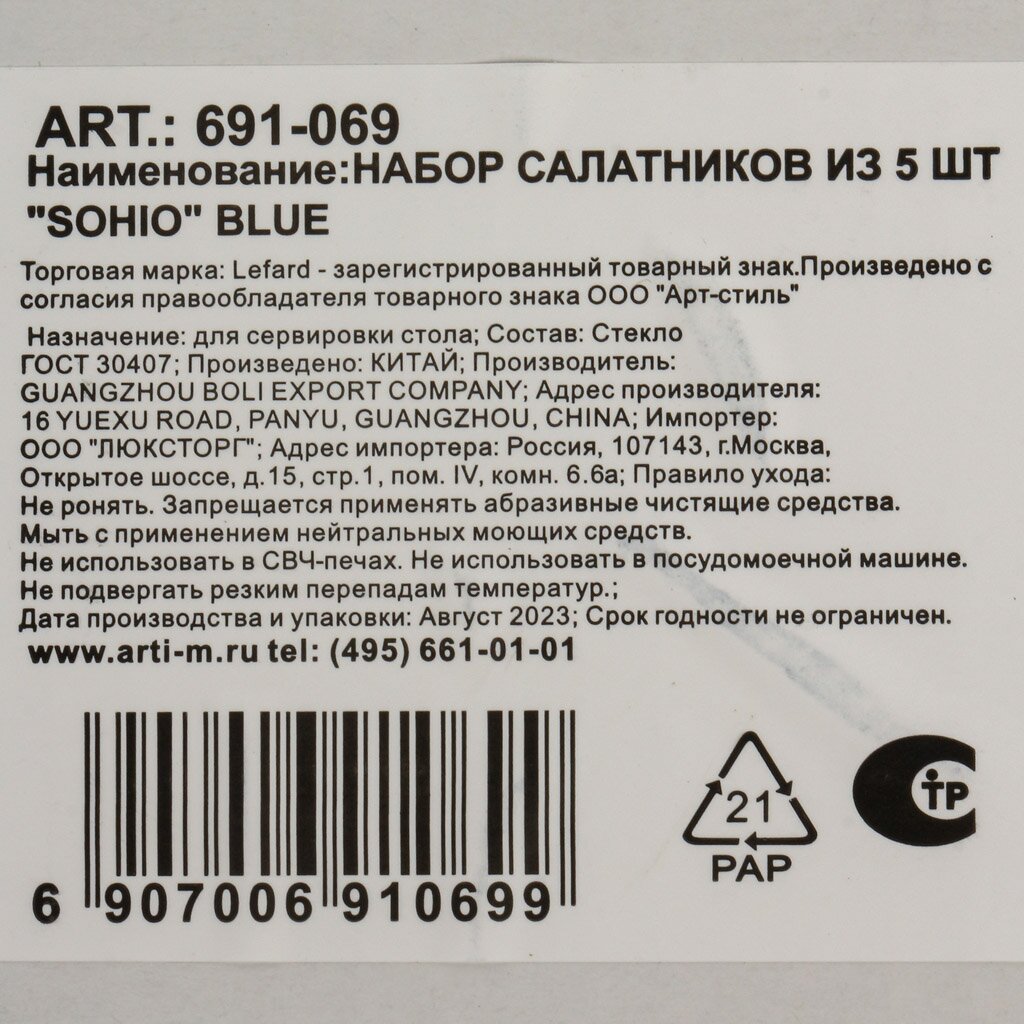 ART.: 691-069
Наименование:НАБОР САЛАТНИКОВ ИЗ 5 ШТ
"SOHIO" BLUE
Торговая марка: Lefard - зарегистрированный товарный знак.Произведено с
согласия правообладателя товарного знака ООО "Арт-стиль"
Назначение: для сервировки стола; Состав: Стекло
ГОСТ 30407; Произведено: КИТАЙ; Производитель:
GUANGZHOU BOLI EXPORT COMPANY; Адрес производителя:
16 YUEXU ROAD, PANYU, GUANGZHOU, CHINA; Импортер:
ООО "ЛЮКСТОРГ"; Адрес импортера: Россия, 107143, г.Москва,
Открытое шоссе, д.15, стр.1, пом. IV, комн. 6.6а; Правило ухода:
Не ронять. Запрещается применять абразивные чистящие средства.
Мыть с применением нейтральных моющих средств.
Не использовать в СВЧ-печах. Не использовать в посудомоечной машине.
Не подвергать резким перепадам температур.;
Дата производства и упаковки: Август 2023; Срок годности не ограничен.
www.arti-m.ru tel: (495) 661-01-01
21
PAP
СТР
6 907006 910699